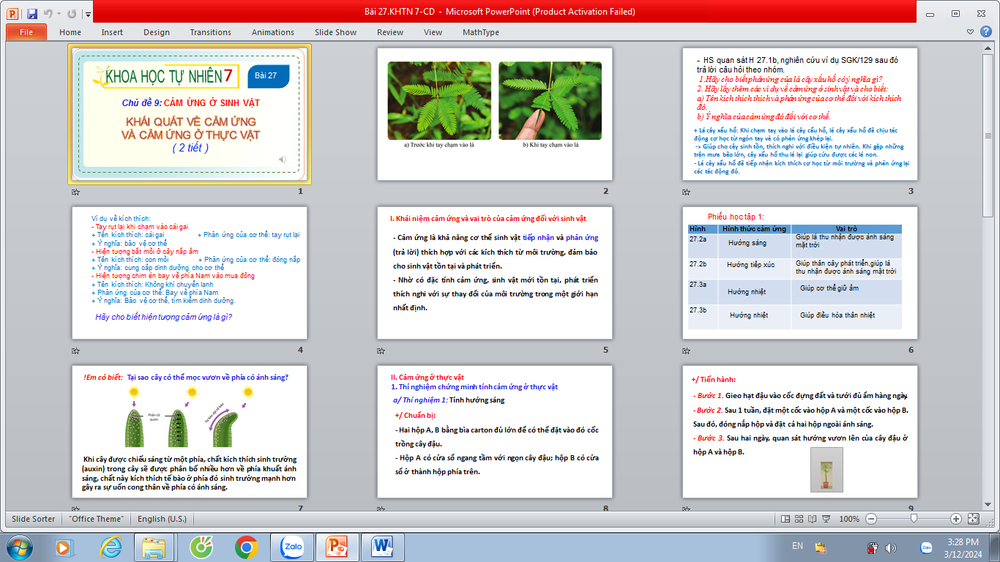 Bài 27.KHTN 7-CD - Microsoft PowerPoint (Product Activation Failed)
File Home Insert Design Transitions Animations Slide Show Review View MathType
KHOA HỌC TỰ NHIÊN 7
Bài 27
Chủ đề 9: CẢM ỨNG Ở SINH VẬT
KHÁI QUÁT VỀ CẢM ỨNG
VÀ CẢM ỨNG Ở THỰC VẬT
( 2 tiết )
1
a) Trước khi tay chạm vào lá
b) Khi tay chạm vào lá
2
- HS quan sát H 27.1b, nghiên cứu ví dụ SGK/129 sau đó
trả lời câu hỏi theo nhóm.
1.Hãy cho biết phản ứng của lá cây xấu hổ có ý nghĩa gì?
2. Hãy lấy thêm các ví dụ về cảm ứng ở sinh vật và cho biết:
a) Tên kích thích thích và phản ứng của cơ thể đối với kích thích
đó.
b) Ý nghĩa của cảm ứng đó đối với cơ thể.
+ Lá cây xấu hổ: Khi chạm tay vào lá cây cấu hổ, lá cây xấu hổ đã chịu tác
động cơ học từ ngón tay và có phản ứng khép lại.
-> Giúp cho cây sinh tồn, thích nghi với điều kiện tự nhiên. Khi gặp những
trận mưa bão lớn, cây xấu hổ thu lá lại giúp cứu được các lá non.
- Lá cây xấu hổ đã tiếp nhận kích thích cơ học từ môi trường và phản ứng lại
các tác động đó.
3
Ví dụ về kích thích:
- Tay rụt lại khi chạm vào cái gai
+ Tên kích thích: cái gai + Phản ứng của cơ thể: tay rụt lại
+ Ý nghĩa: bảo vệ cơ thể
- Hiện tượng bắt mồi ở cây nắp ấm
+ Tên kích thích: con mồi + Phản ứng của cơ thể: đóng nắp
+ Ý nghĩa: cung cấp dinh dưỡng cho cơ thể
- Hiện tượng chim én bay về phía Nam vào mùa đông
+ Tên kích thích: Không khí chuyển lạnh
+ Phản ứng của cơ thể: Bay về phía Nam
+ Ý nghĩa: Bảo vệ cơ thể, tìm kiếm dinh dưỡng.
Hãy cho biết hiện tượng cảm ứng là gì?
4
I. Khái niệm cảm ứng và vai trò của cảm ứng đối với sinh vật
- Cảm ứng là khả năng cơ thể sinh vật tiếp nhận và phản ứng
(trả lời) thích hợp với các kích thích từ môi trường, đảm bảo
cho sinh vật tồn tại và phát triển.
- Nhờ có đặc tính cảm ứng, sinh vật mới tồn tại, phát triển
thích nghi với sự thay đổi của môi trường trong một giới hạn
nhất định.
5
Phiếu học tập 1:
Hình Hình thức cảm ứng Vai trò
27.2a Hướng sáng Giúp lá thu nhận được ánh sáng
mặt trời
27.2b Hướng tiếp xúc Giúp thân cây phát triển,giúp lá
thu nhận được ánh sáng mặt trời
27.3a Hướng nhiệt Giúp cơ thể giữ ấm
27.3b Hướng nhiệt Giúp điều hòa thân nhiệt
6
!Em có biết: Tại sao cây có thể mọc vươn về phía có ánh sáng?
Phân tử
auxin
Sự kéo dài tế bào
Khi cây được chiếu sáng từ một phía, chất kích thích sinh trưởng
(auxin) trong cây sẽ được phân bố nhiều hơn về phía khuất ánh
sáng, chất này kích thích tế bào ở phía đó sinh trưởng mạnh hơn
gây ra sự uốn cong thân về phía có ánh sáng.
7
II. Cảm ứng ở thực vật
1. Thí nghiệm chứng minh tính cảm ứng ở thực vật
a/ Thí nghiệm 1: Tính hướng sáng
+/ Chuẩn bị:
- Hai hộp A, B bằng bìa carton đủ lớn để có thể đặt vào đó cốc
trồng cây đậu.
- Hộp A có cửa sổ ngang tầm với ngọn cây đậu; hộp B có cửa
sổ ở thành hộp phía trên.
8
+/ Tiến hành:
- Bước 1. Gieo hạt đậu vào cốc đựng đất và tưới đủ ẩm hàng ngày.
- Bước 2. Sau 1 tuần, đặt một cốc vào hộp A và một cốc vào hộp B.
Sau đó, đóng nắp hộp và đặt cả hai hộp ngoài ánh sáng.
- Bước 3. Sau hai ngày, quan sát hướng vươn lên của cây đậu ở
hộp A và hộp B.
9
Slide Sorter "Office Theme" English (U.S.) 100%
Zalo
EN
Zalo
3:28 PM
3/12/2024